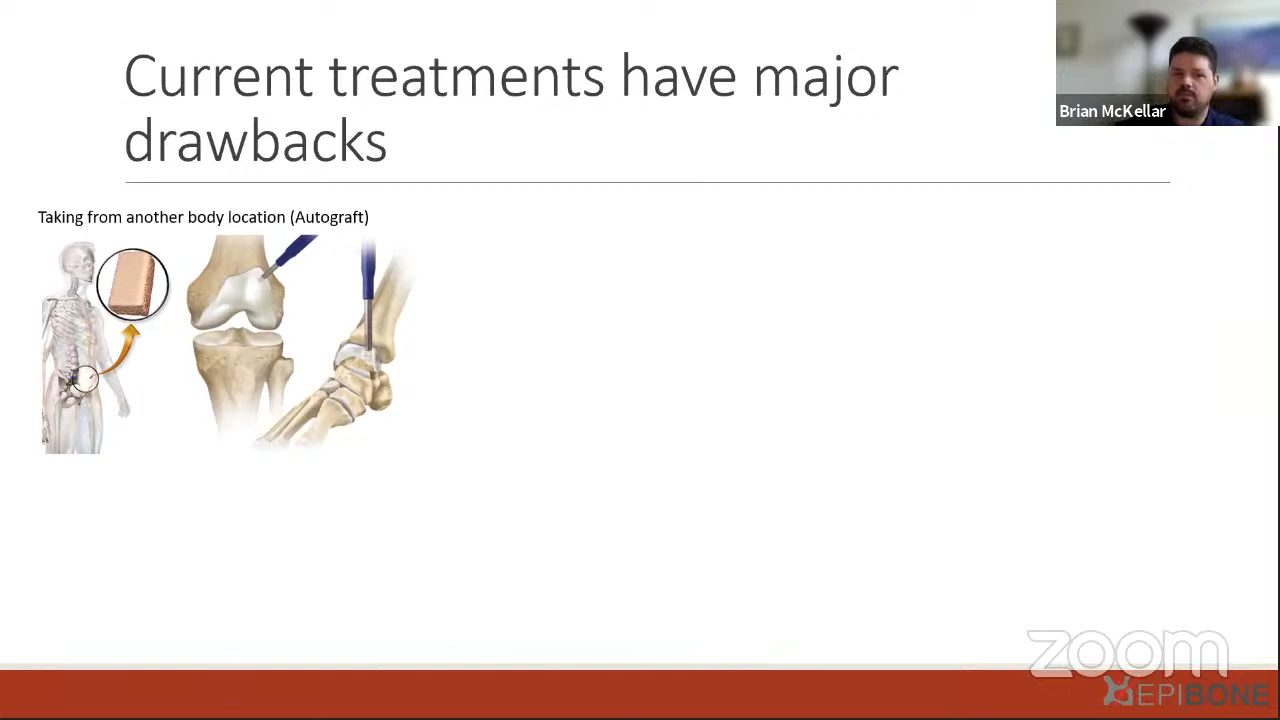 Current treatments have major
drawbacks
Brian McKellar
Taking from another body location (Autograft)
zoom
EPIBONE